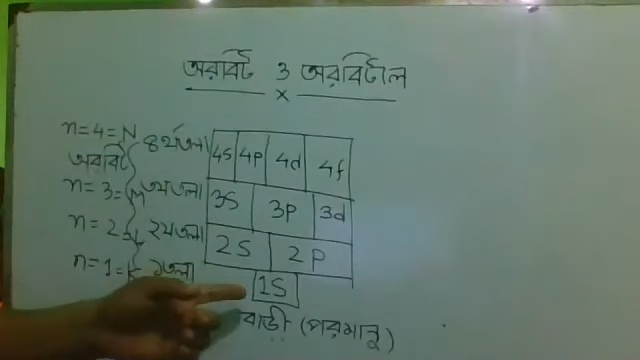 অরবিট ও অরবিটাল
x
n=4=N ৪র্থতলা 4s 4p 4d 4f
অরবিট
n=3=M ৩য়তলা 3s 3p 3d
n=2=L ২য়তলা 2s 2p
n=1=K ১তলা 1s
বাড়ী (পরমানু)